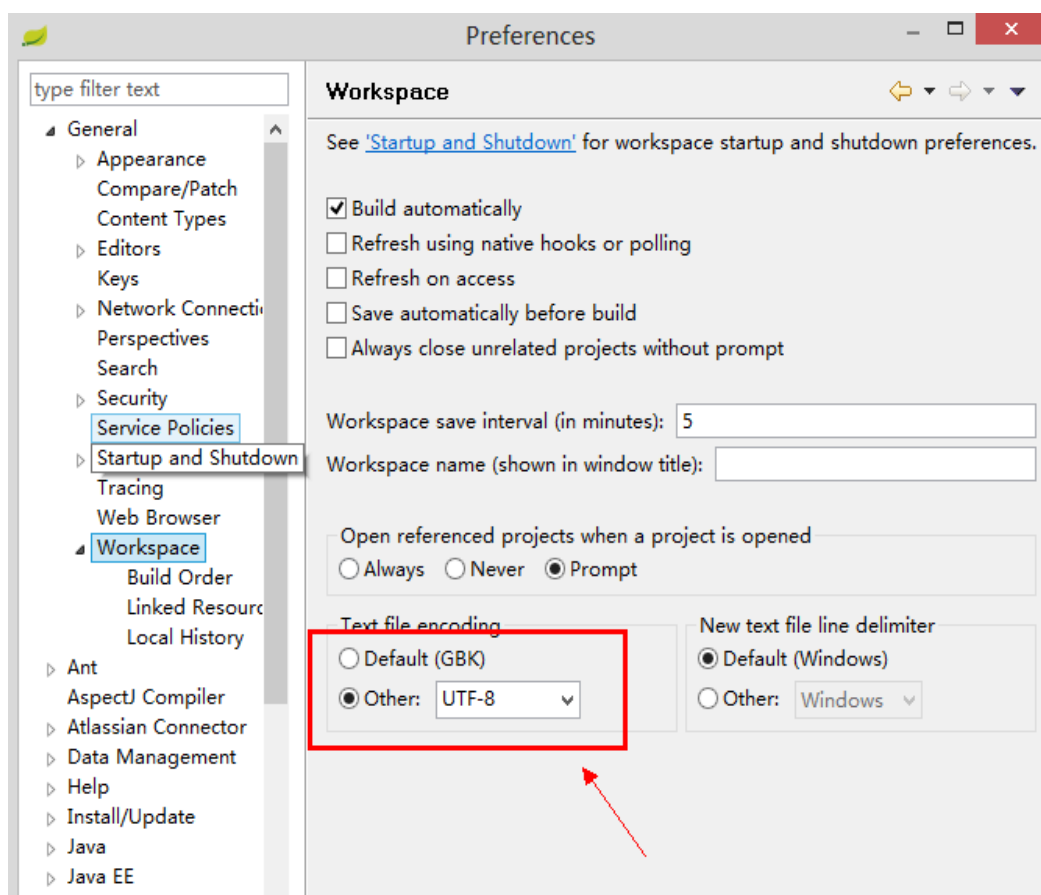 Preferences
type filter text
General
Appearance
Compare/Patch
Content Types
Editors
Keys
Network Connecti
Perspectives
Search
Security
Service Policies
Startup and Shutdown
Tracing
Web Browser
Workspace
Build Order
Linked Resourc
Local History
Ant
AspectJ Compiler
Atlassian Connector
Data Management
Help
Install/Update
Java
Java EE
Workspace
See 'Startup and Shutdown' for workspace startup and shutdown preferences.
Build automatically
Refresh using native hooks or polling
Refresh on access
Save automatically before build
Always close unrelated projects without prompt
Workspace save interval (in minutes): 5
Workspace name (shown in window title):
Open referenced projects when a project is opened
Always Never Prompt
Text file encoding
Default (GBK)
Other: UTF-8
New text file line delimiter
Default (Windows)
Other: Windows